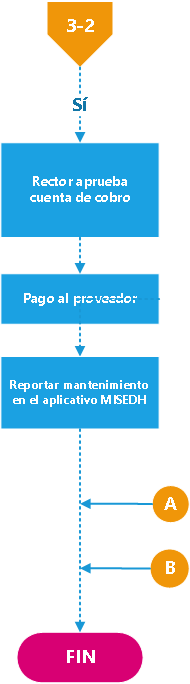 3-2
Sí
Rector aprueba
cuenta de cobro
Pago al proveedor
Reportar mantenimiento
en el aplicativo MISEDH
A
B
FIN